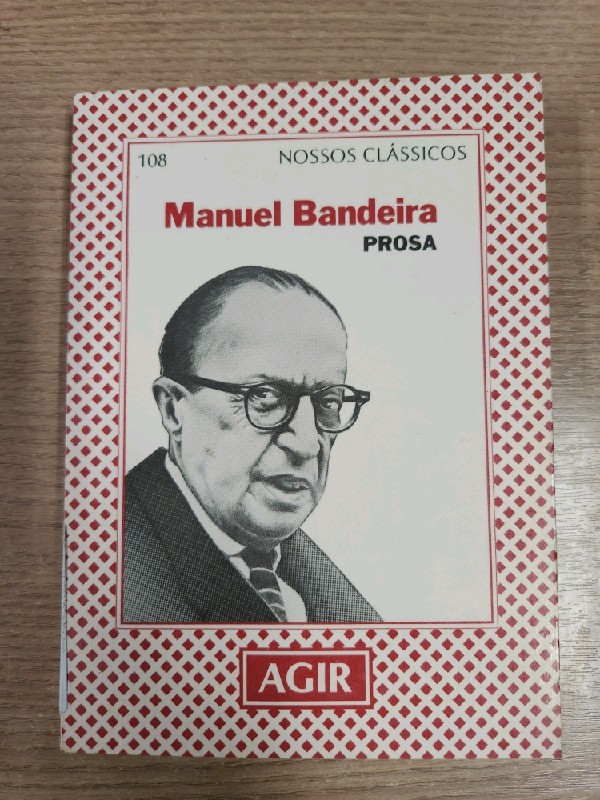 108 NOSSOS CLÁSSICOS
Manuel Bandeira
PROSA
AGIR